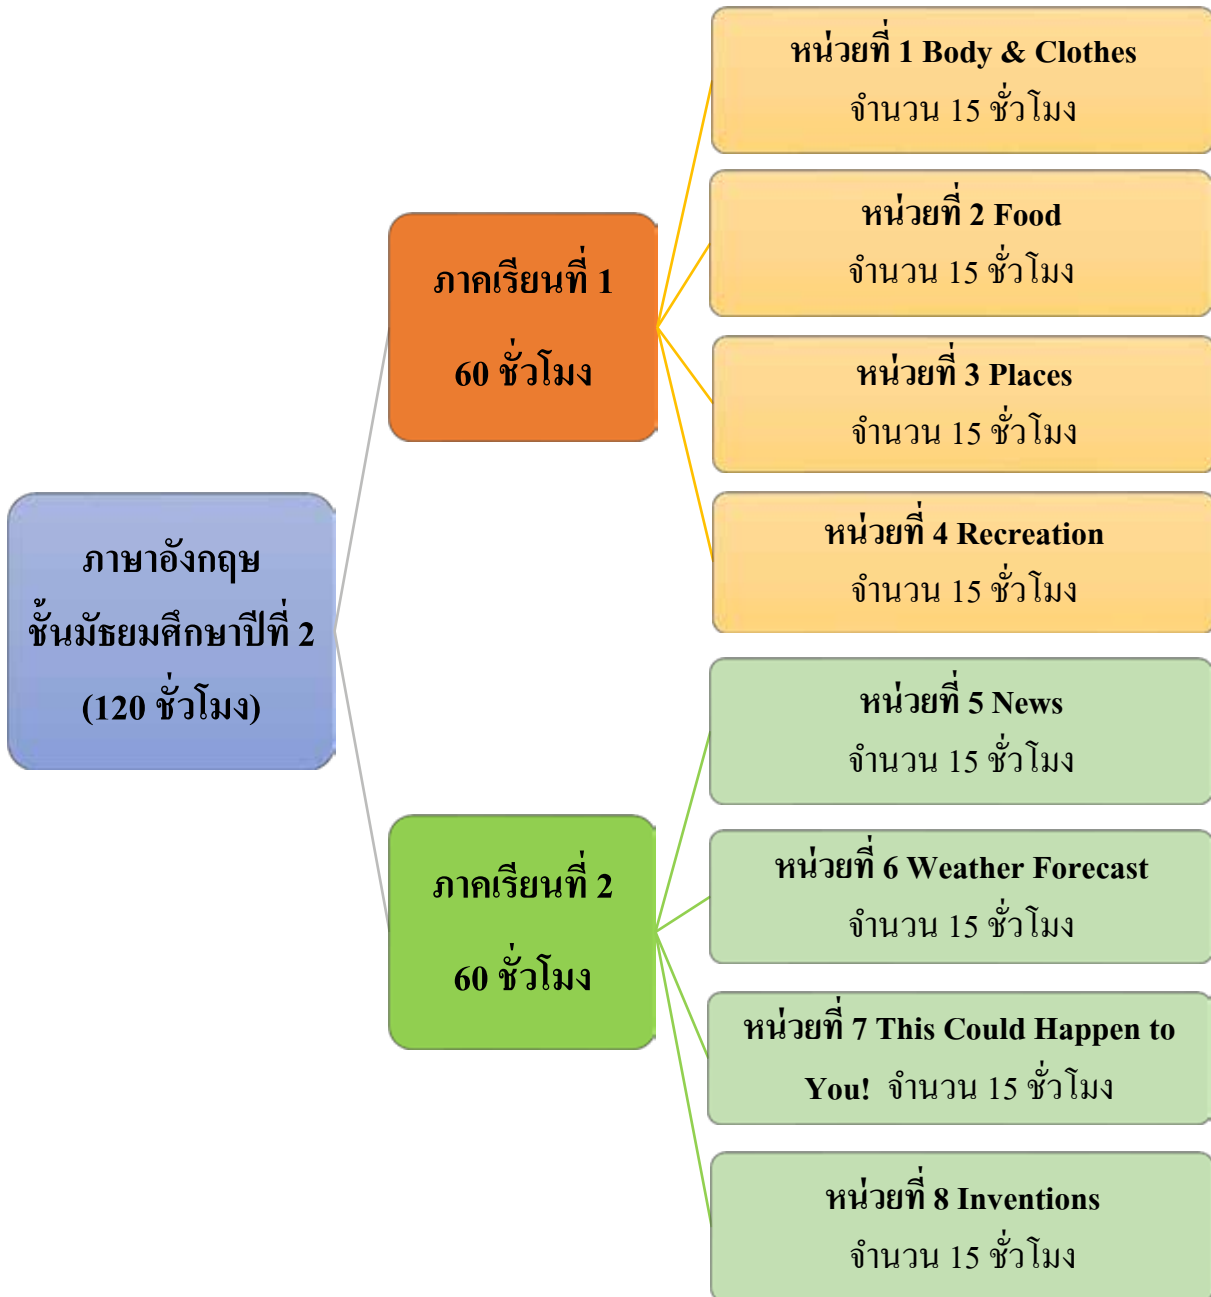 ภาษาอังกฤษ
ชั้นมัธยมศึกษาปีที่ 2
(120 ชั่วโมง)
ภาคเรียนที่ 1
60 ชั่วโมง
หน่วยที่ 1 Body & Clothes
จำนวน 15 ชั่วโมง
หน่วยที่ 2 Food
จำนวน 15 ชั่วโมง
หน่วยที่ 3 Places
จำนวน 15 ชั่วโมง
หน่วยที่ 4 Recreation
จำนวน 15 ชั่วโมง
ภาคเรียนที่ 2
60 ชั่วโมง
หน่วยที่ 5 News
จำนวน 15 ชั่วโมง
หน่วยที่ 6 Weather Forecast
จำนวน 15 ชั่วโมง
หน่วยที่ 7 This Could Happen to
You! จำนวน 15 ชั่วโมง
หน่วยที่ 8 Inventions
จำนวน 15 ชั่วโมง